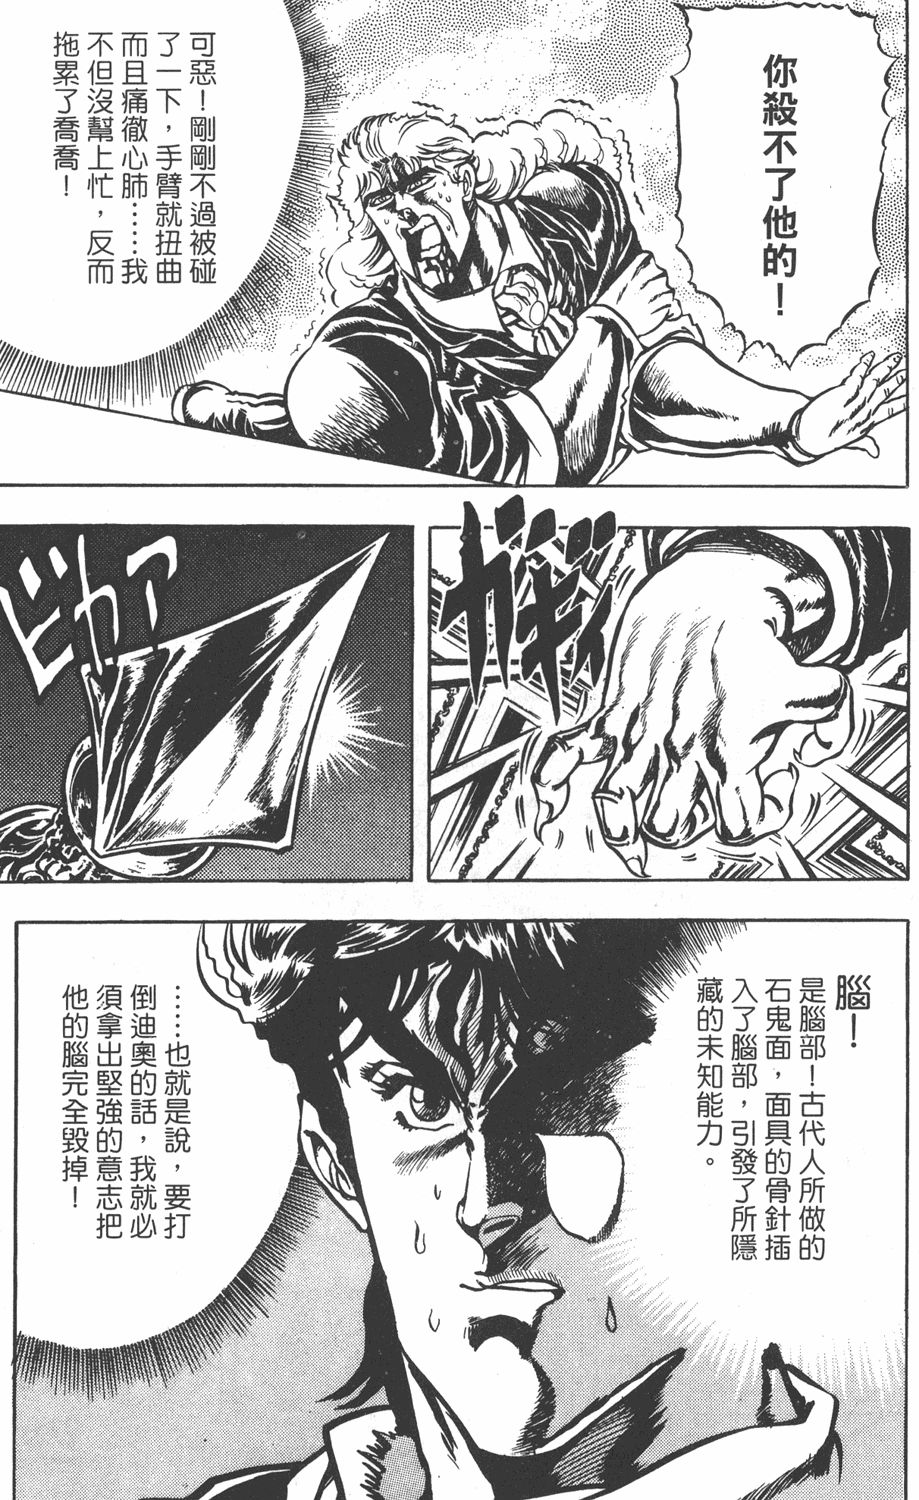 你殺不了他的！
可惡！剛剛不過被碰
了一下，手臂就扭曲
而且痛徹心肺……我
不但沒幫上忙，反而
拖累了喬喬！
ガギギィ
ピカァァ
腦！
是腦部！古代人所做的
石鬼面，面具的骨針插
入了腦部，引發了所隱
藏的未知能力。
……也就是說，要打
倒迪奧的話，我就必
須拿出堅強的意志把
他的腦完全毀掉！